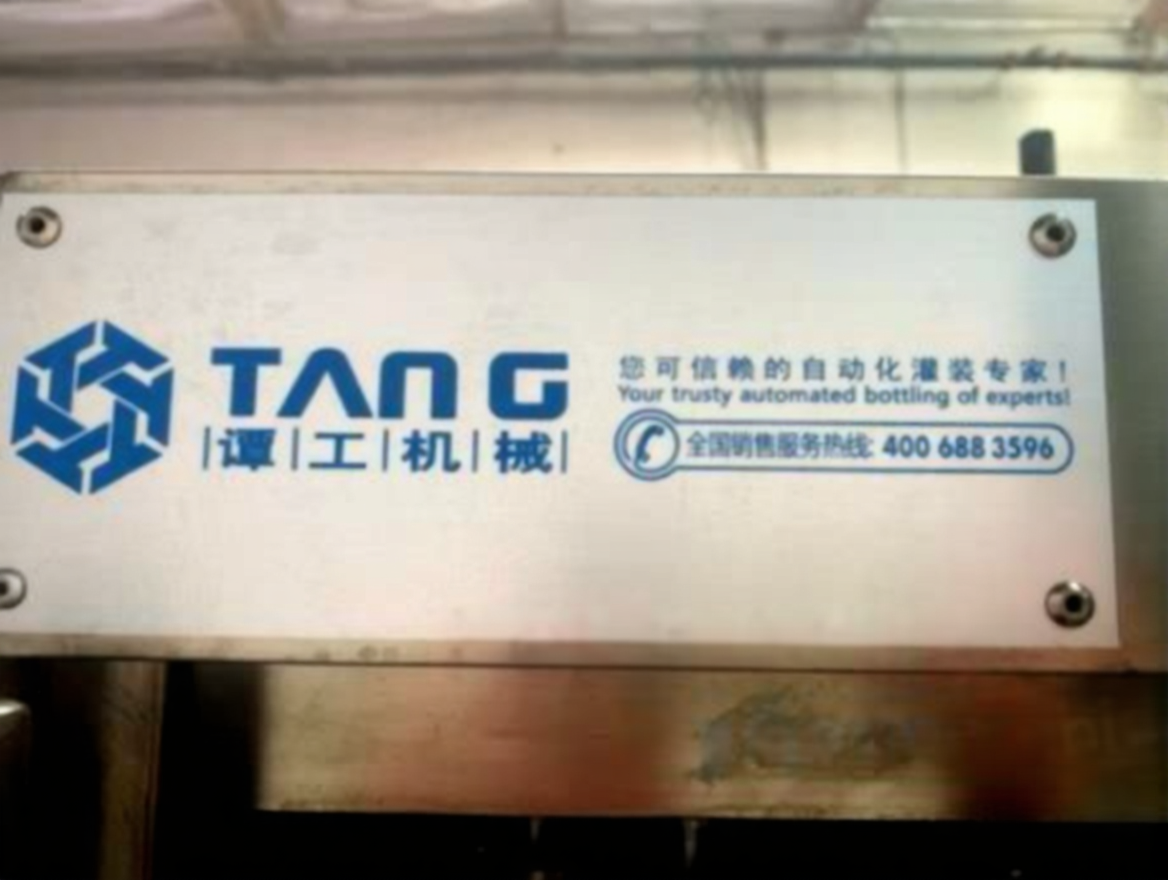 TANG
谭工机械
您可信赖的自动化灌装专家！
Your trusty automated bottling of experts!
全国销售服务热线: 400 688 3596